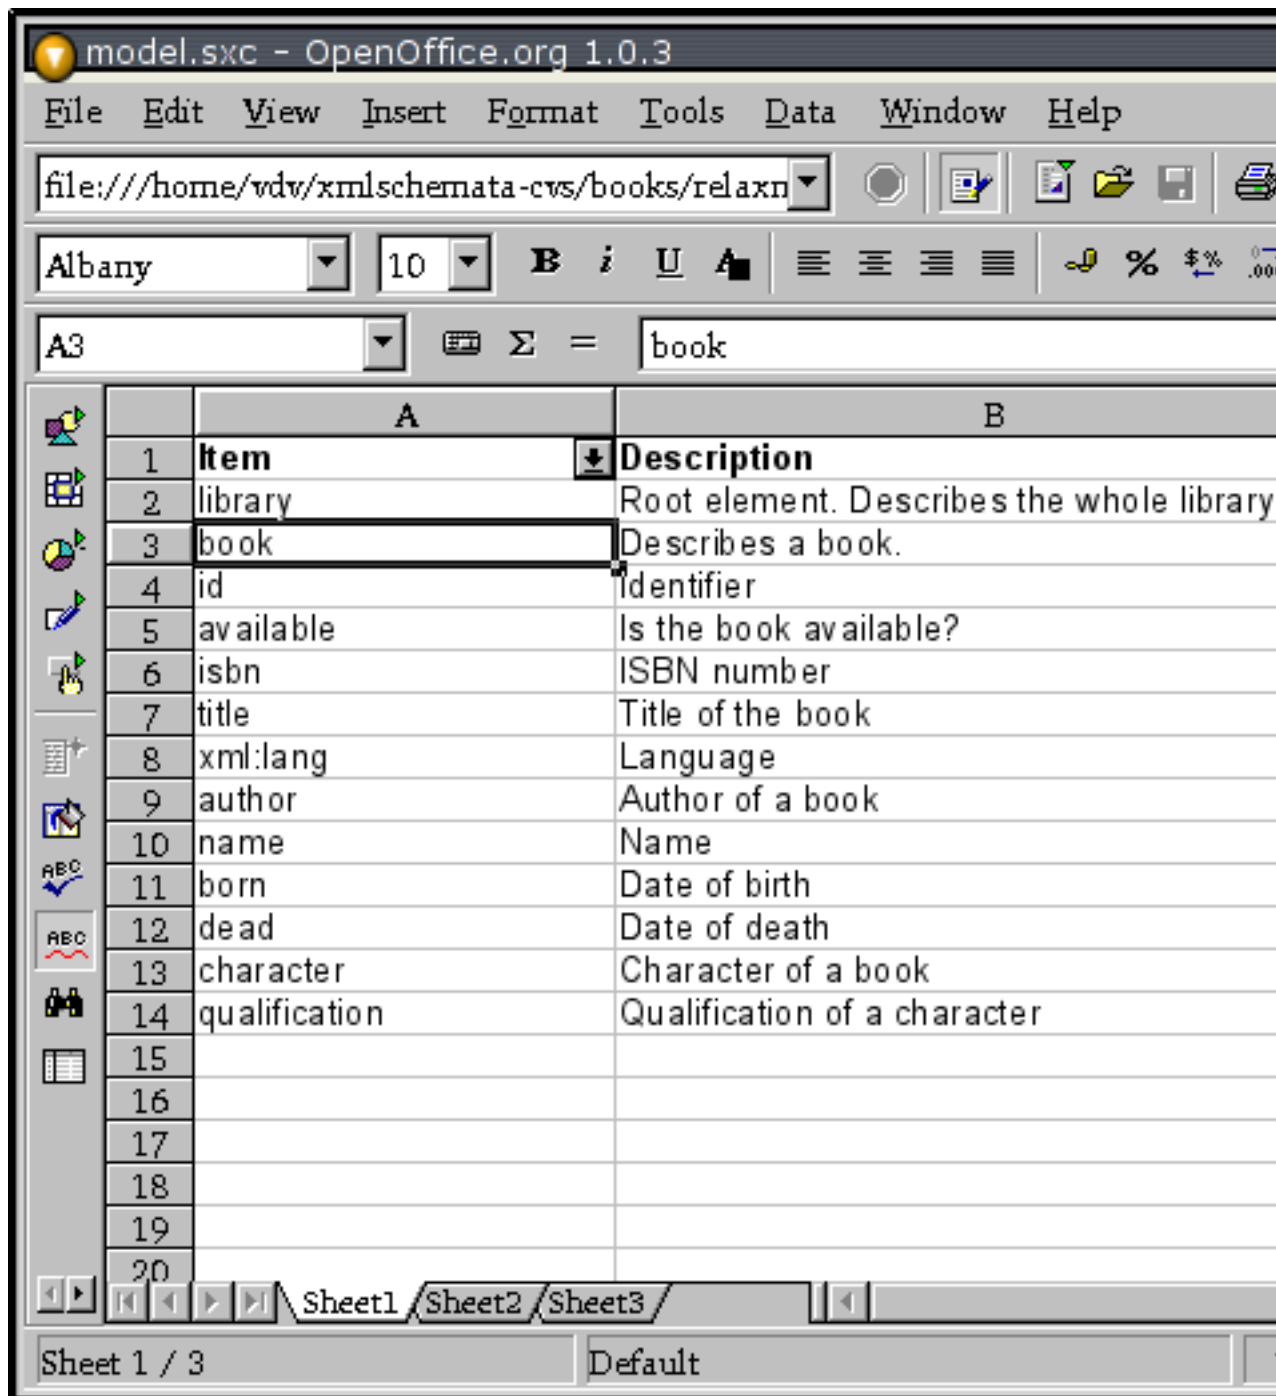 model.sxc - OpenOffice.org 1.0.3
File Edit View Insert Format Tools Data Window Help
file:///home/vdv/xmlschemata-cvs/books/relaxn
Albany 10 B i U A % $%
A3 Σ = book
A B
1 Item Description
2 library Root element. Describes the whole library
3 book Describes a book.
4 id Identifier
5 available Is the book available?
6 isbn ISBN number
7 title Title of the book
8 xml:lang Language
9 author Author of a book
10 name Name
11 born Date of birth
12 dead Date of death
13 character Character of a book
14 qualification Qualification of a character
15
16
17
18
19
20
ABC
ABC
Sheet1 Sheet2 Sheet3
Sheet 1 / 3 Default